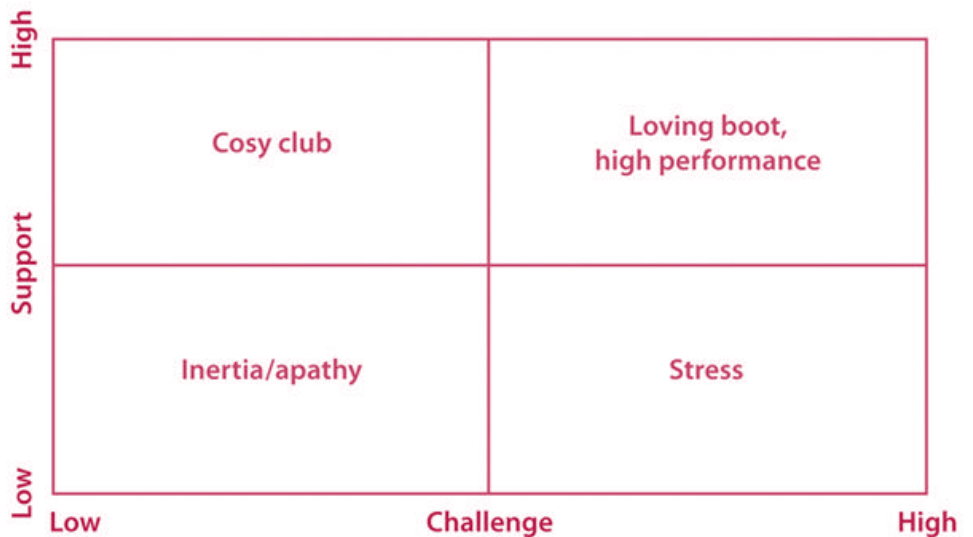 High
Cosy club
Loving boot,
high performance
Support
Inertia/apathy
Stress
Low
Low
Challenge
High